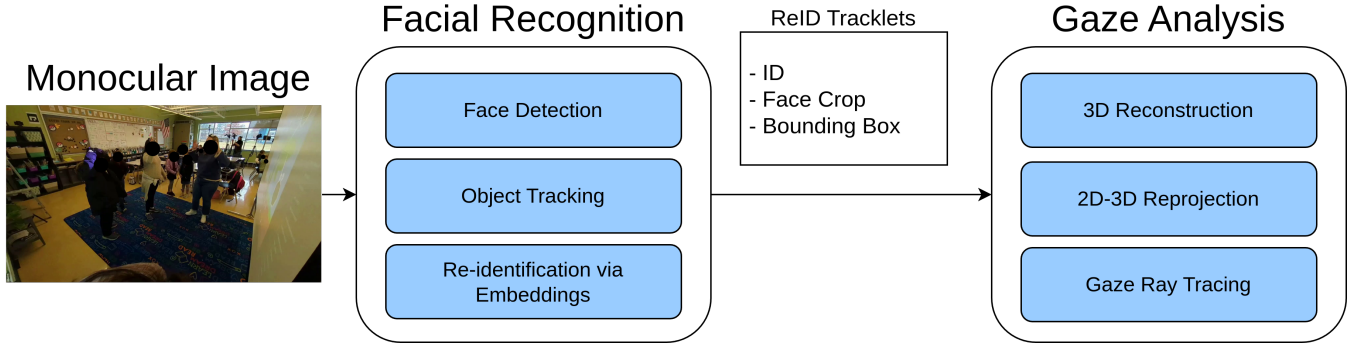 Monocular Image
Facial Recognition
Face Detection
Object Tracking
Re-identification via
Embeddings
ReID Tracklets
- ID
- Face Crop
- Bounding Box
Gaze Analysis
3D Reconstruction
2D-3D Reprojection
Gaze Ray Tracing